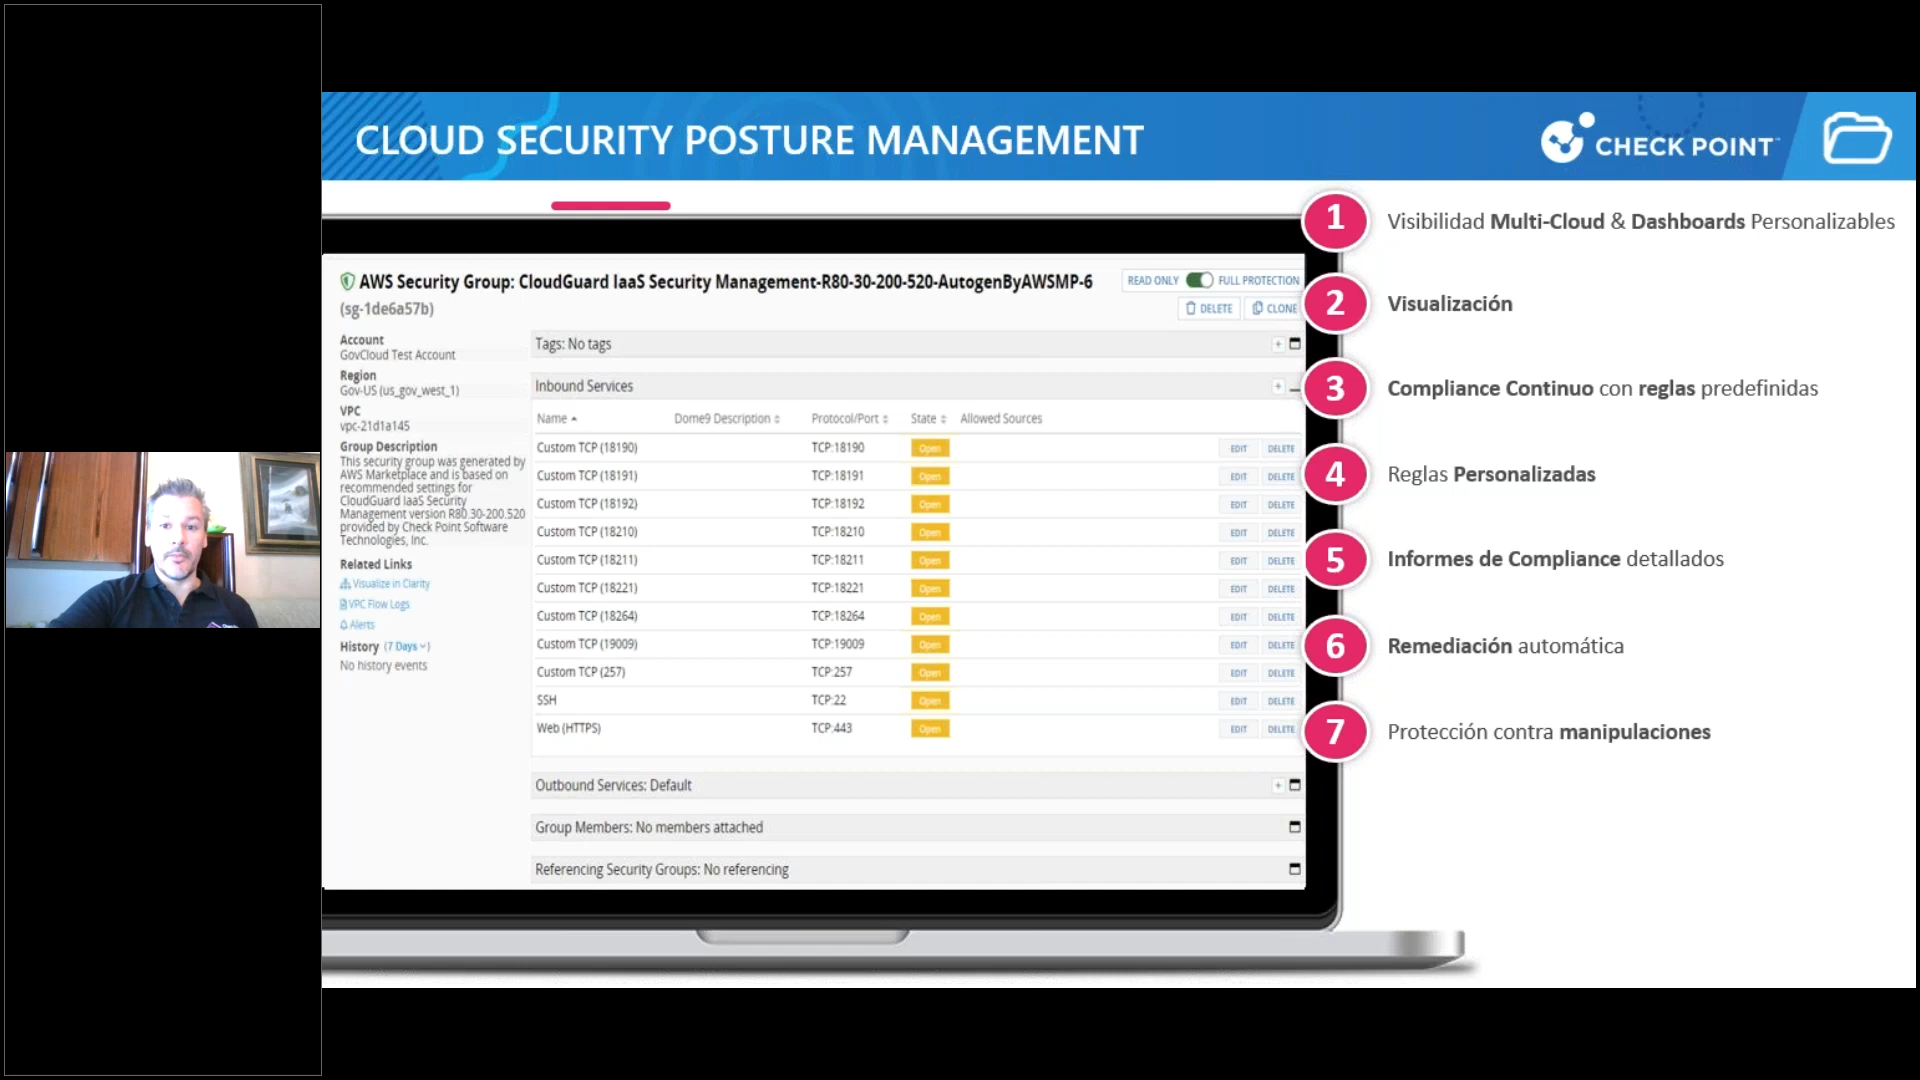 CLOUD SECURITY POSTURE MANAGEMENT
CHECK POINT™
AWS Security Group: CloudGuard IaaS Security Management-R80-30-200-520-AutogenByAWSMP-6
(sg-1de6a57b)
READ ONLY FULL PROTECTION
DELETE CLONE
Account
GovCloud Test Account
Region
Gov-US (us_gov_west_1)
VPC
vpc-21d1a145
Group Description
This security group was generated by
AWS Marketplace and is based on
recommended settings for
CloudGuard IaaS Security
Management version R80.30-200.520
provided by Check Point Software
Technologies, Inc.
Related Links
Visualize in Clarity
VPC Flow Logs
Alerts
History (7 Days)
No history events
Tags: No tags
Inbound Services
Name Dome9 Description Protocol/Port State Allowed Sources
Custom TCP (18190) TCP:18190 Open EDIT DELETE
Custom TCP (18191) TCP:18191 Open EDIT DELETE
Custom TCP (18192) TCP:18192 Open EDIT DELETE
Custom TCP (18210) TCP:18210 Open EDIT DELETE
Custom TCP (18211) TCP:18211 Open EDIT DELETE
Custom TCP (18221) TCP:18221 Open EDIT DELETE
Custom TCP (18264) TCP:18264 Open EDIT DELETE
Custom TCP (19009) TCP:19009 Open EDIT DELETE
Custom TCP (257) TCP:257 Open EDIT DELETE
SSH TCP:22 Open EDIT DELETE
Web (HTTPS) TCP:443 Open EDIT DELETE
Outbound Services: Default
Group Members: No members attached
Referencing Security Groups: No referencing
1 Visibilidad Multi-Cloud & Dashboards Personalizables
2 Visualización
3 Compliance Continuo con reglas predefinidas
4 Reglas Personalizadas
5 Informes de Compliance detallados
6 Remediación automática
7 Protección contra manipulaciones